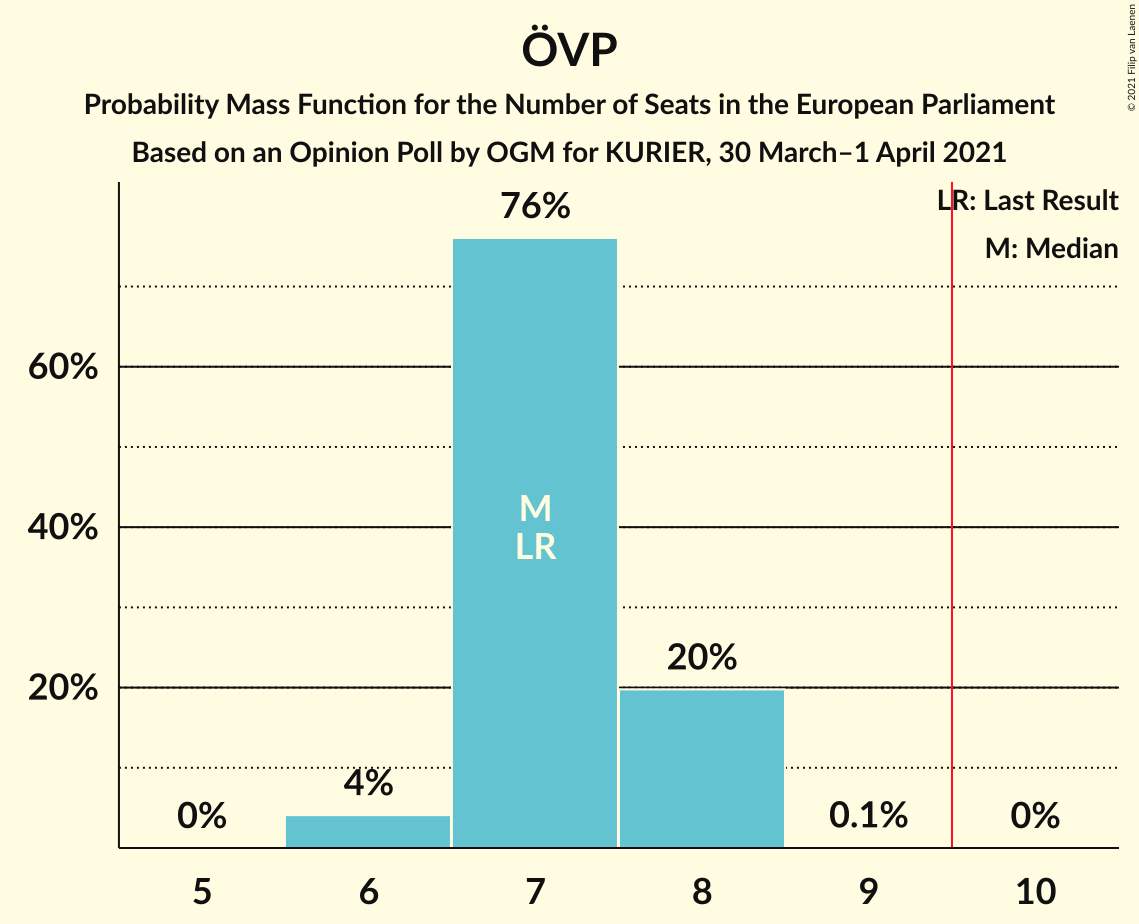 ÖVP
Probability Mass Function for the Number of Seats in the European Parliament
Based on an Opinion Poll by OGM for KURIER, 30 March–1 April 2021
© 2021 Filip van Laenen
LR: Last Result
M: Median
76%
60%
40%
20%
M
LR
20%
4%
0%
0.1%
0%
5 6 7 8 9 10